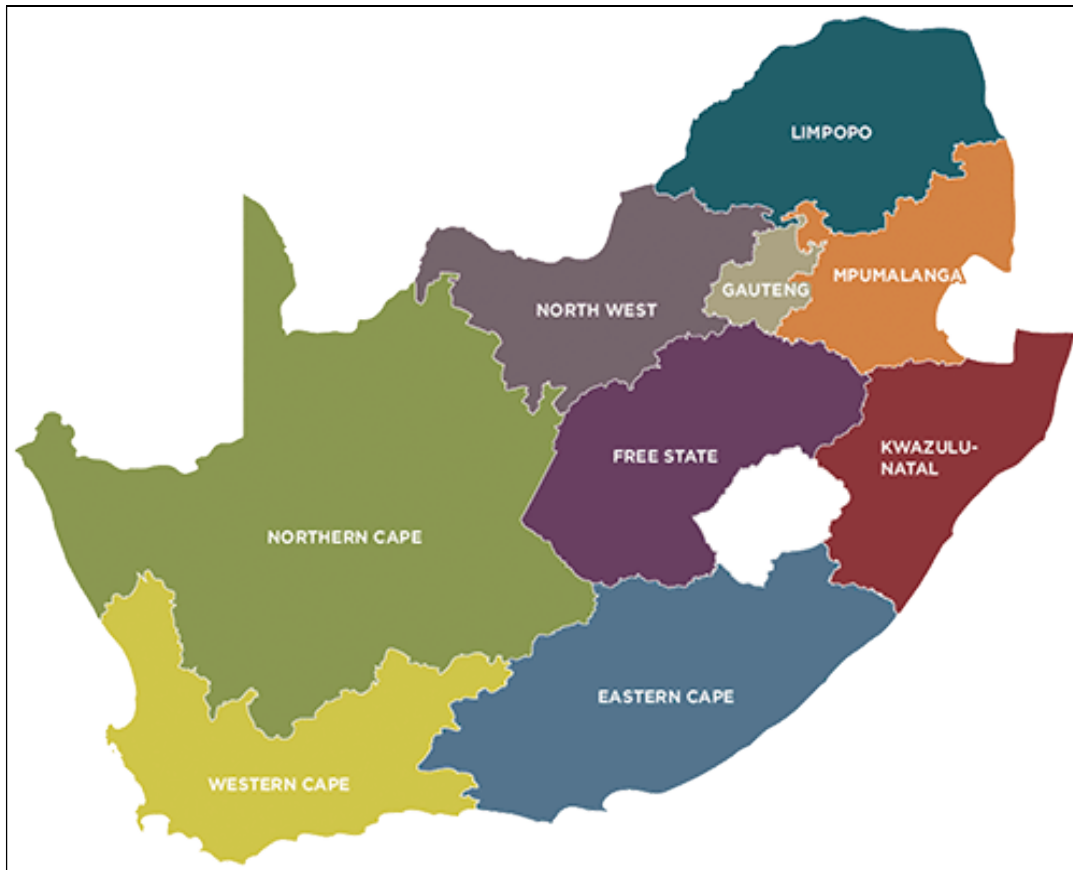 LIMPOPO
MPUMALANGA
GAUTENG
NORTH WEST
FREE STATE
KWAZULU-
NATAL
NORTHERN CAPE
EASTERN CAPE
WESTERN CAPE